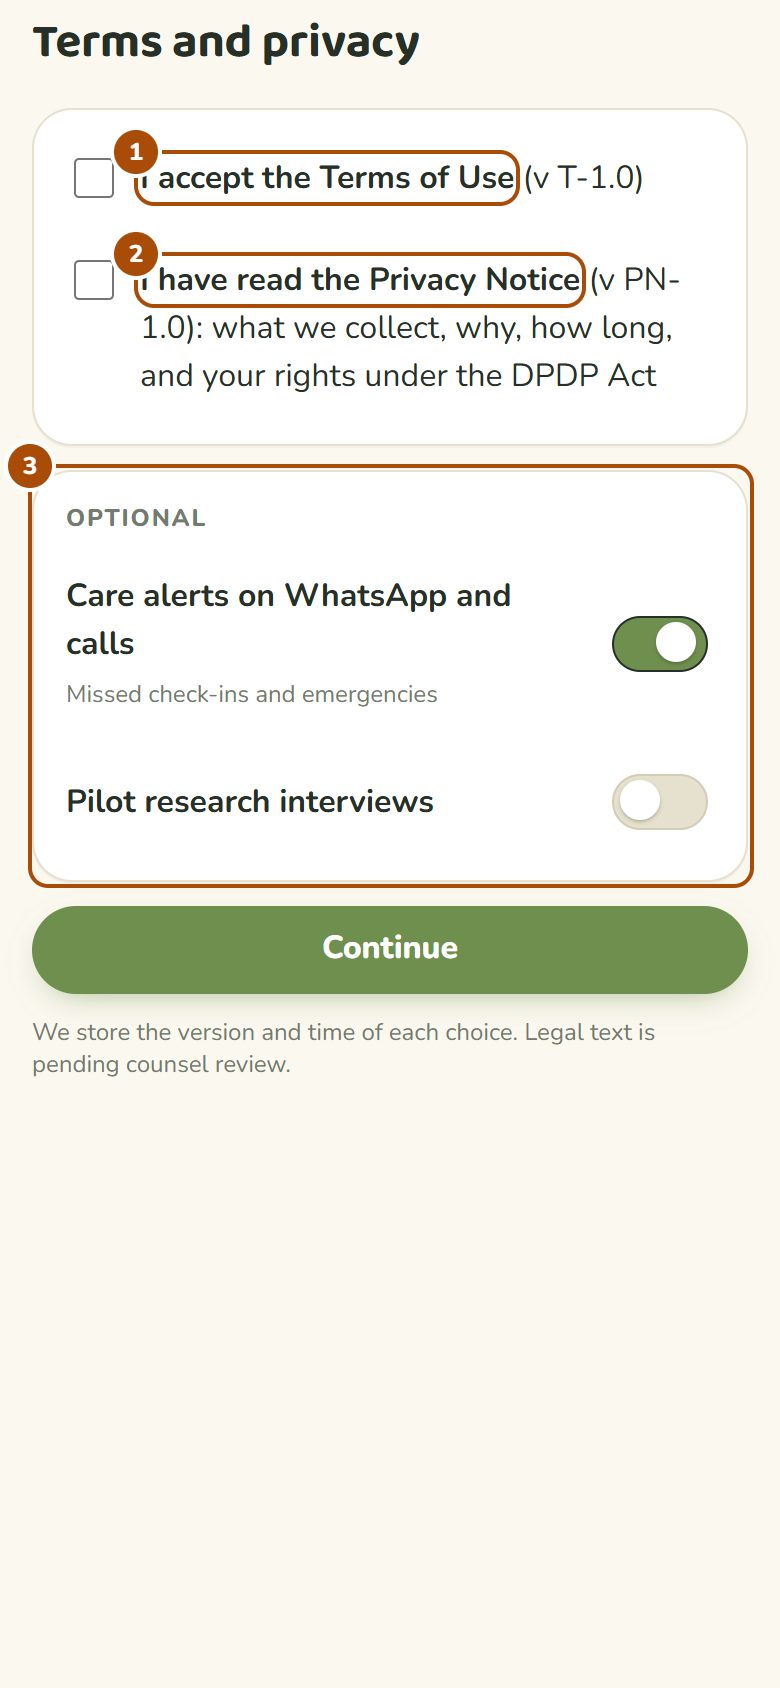 Terms and privacy
1
I accept the Terms of Use (v T-1.0)
2
I have read the Privacy Notice (v PN-
1.0): what we collect, why, how long,
and your rights under the DPDP Act
3
OPTIONAL
Care alerts on WhatsApp and
calls
Missed check-ins and emergencies
Pilot research interviews
Continue
We store the version and time of each choice. Legal text is
pending counsel review.